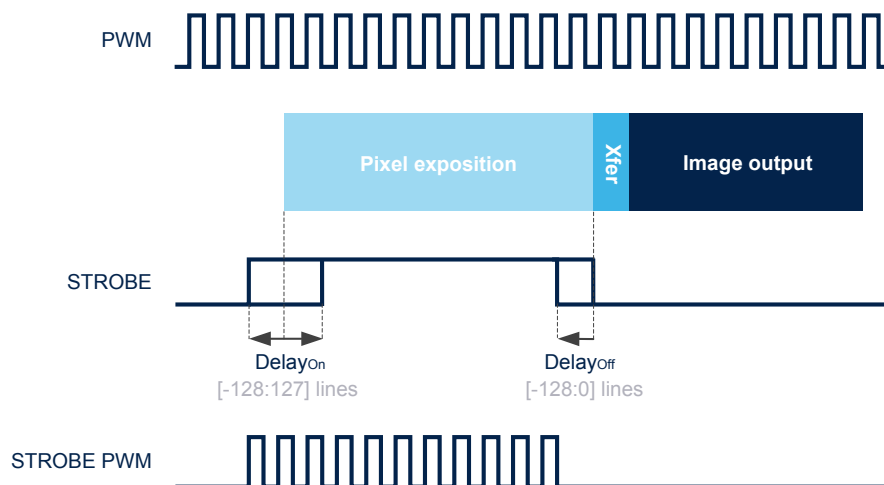 PWM
Pixel exposition
Xfer
Image output
STROBE
DelayOn
DelayOff
[-128:127] lines
[-128:0] lines
STROBE PWM